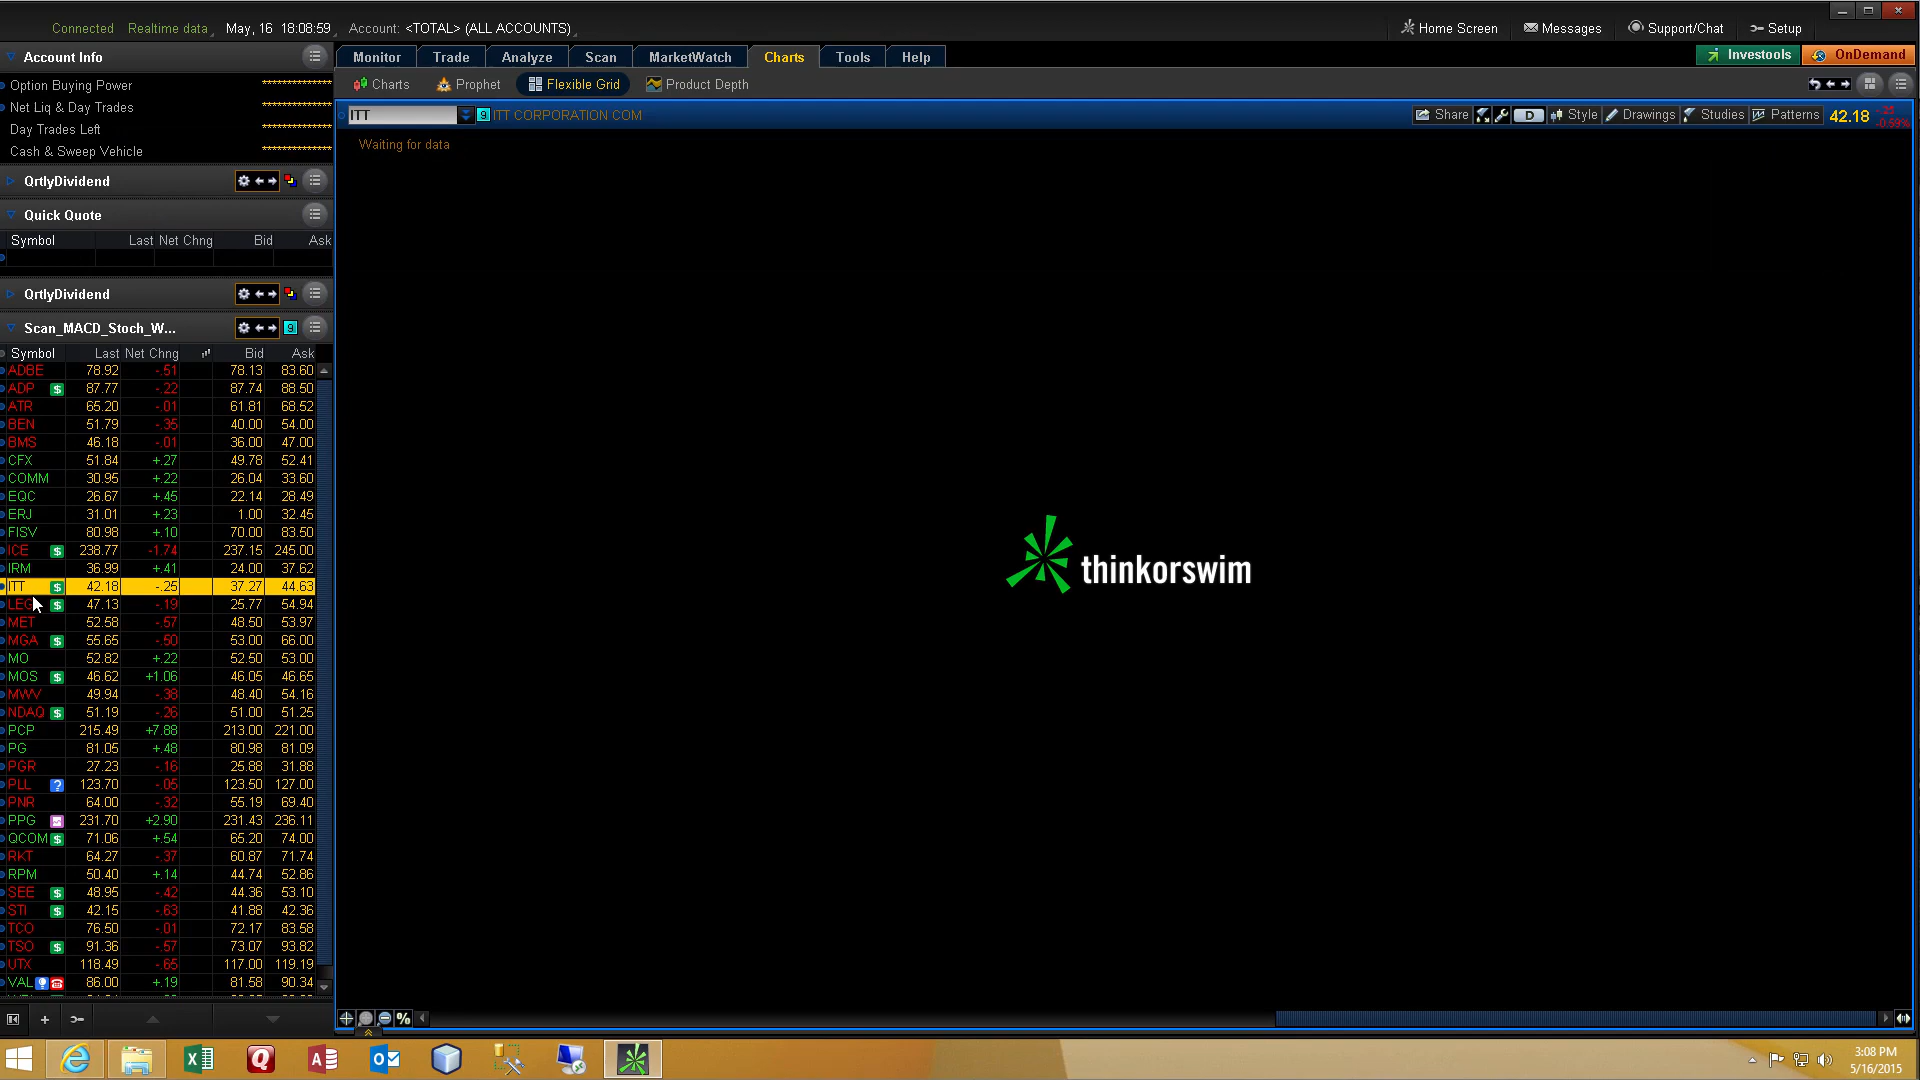 Connected Realtime data May, 16 18:08:59 Account: <TOTAL> (ALL ACCOUNTS) Home Screen Messages Support/Chat Setup
Account Info
Monitor Trade Analyze Scan MarketWatch Charts Tools Help Investools OnDemand
Option Buying Power **************
Charts Prophet Flexible Grid Product Depth
Net Liq & Day Trades **************
Day Trades Left **************
Cash & Sweep Vehicle **************
ITT 9 ITT CORPORATION COM Share D Style Drawings Studies Patterns 42.18 -.25 -0.59%
Waiting for data
QrtlyDividend
Quick Quote
Symbol Last Net Chng Bid Ask
QrtlyDividend
Scan_MACD_Stoch_W... 9
Symbol Last Net Chng Bid Ask
ADBE 78.92 -.51 78.13 83.60
ADP $ 87.77 -.22 87.74 88.50
ATR 65.20 -.01 61.81 68.52
BEN 51.79 -.35 40.00 54.00
BMS 46.18 -.01 36.00 47.00
CFX 51.84 +.27 49.78 52.41
COMM 30.95 +.22 26.04 33.60
EQC 26.67 +.45 22.14 28.49
ERJ 31.01 +.23 1.00 32.45
FISV 80.98 +.10 70.00 83.50
ICE $ 238.77 -1.74 237.15 245.00
IRM 36.99 +.41 24.00 37.62
ITT $ 42.18 -.25 37.27 44.63
LEG $ 47.13 -.19 25.77 54.94
MET 52.58 -.57 48.50 53.97
MGA $ 55.65 -.50 53.00 66.00
MO 52.82 +.22 52.50 53.00
MOS $ 46.62 +1.06 46.05 46.65
MWV 49.94 -.38 48.40 54.16
NDAQ $ 51.19 -.26 51.00 51.25
PCP 215.49 +7.88 213.00 221.00
PG 81.05 +.48 80.98 81.09
PGR 27.23 -.16 25.88 31.88
PLL ? 123.70 -.05 123.50 127.00
PNR 64.00 -.32 55.19 69.40
PPG 231.70 +2.90 231.43 236.11
QCOM $ 71.06 +.54 65.20 74.00
RKT 64.27 -.37 60.87 71.74
RPM 50.40 +.14 44.74 52.86
SEE $ 48.95 -.42 44.36 53.10
STI $ 42.15 -.63 41.88 42.36
TCO 76.50 -.01 72.17 83.58
TSO $ 91.36 -.57 73.07 93.82
UTX 118.49 -.65 117.00 119.19
VAL 86.00 +.19 81.58 90.34
thinkorswim
%
3:08 PM
5/16/2015